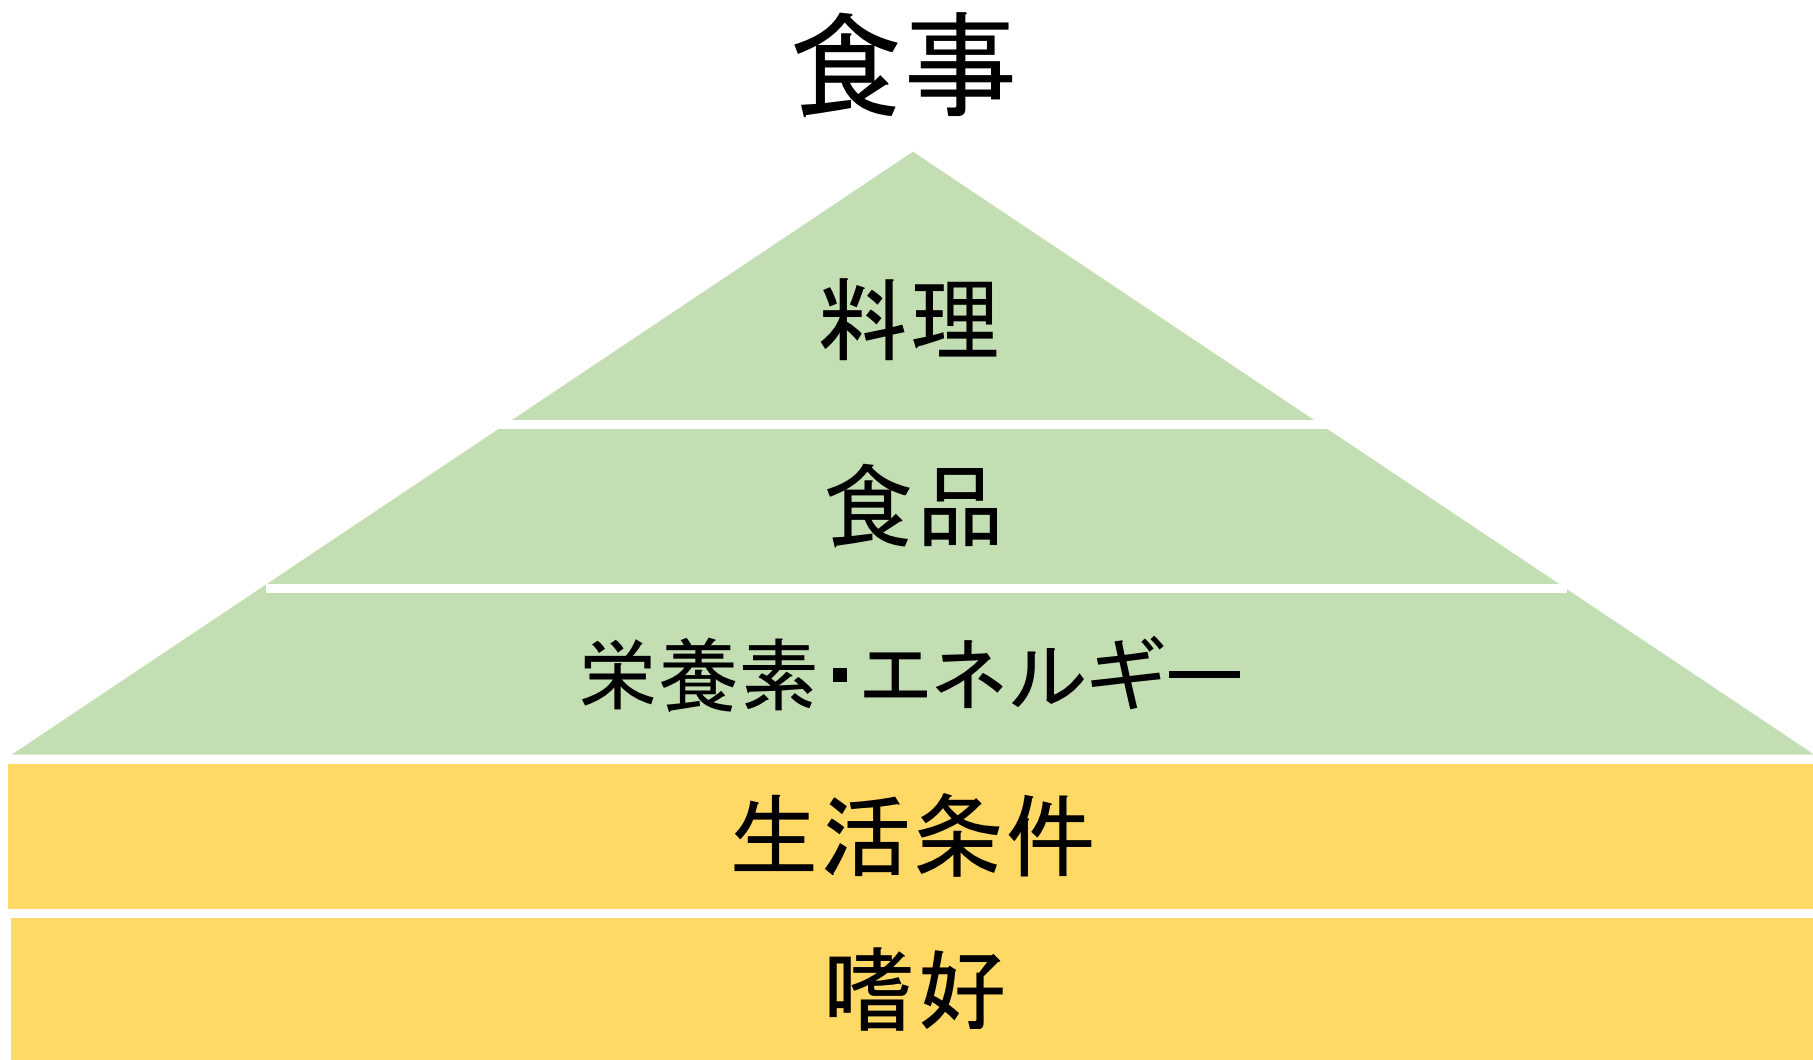 食事
料理
食品
栄養素・エネルギー
生活条件
嗜好